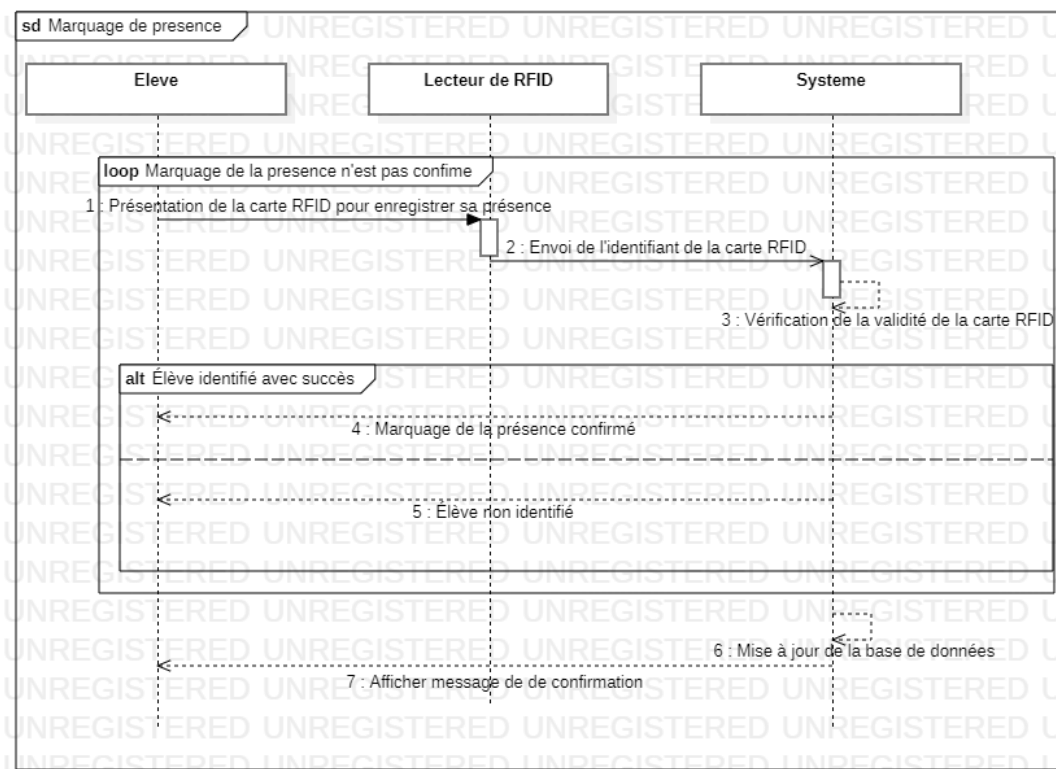 sd Marquage de presence
Eleve
Lecteur de RFID
Systeme
loop Marquage de la presence n'est pas confime
1 : Présentation de la carte RFID pour enregistrer sa présence
2 : Envoi de l'identifiant de la carte RFID
3 : Vérification de la validité de la carte RFID
alt Élève identifié avec succès
4 : Marquage de la présence confirmé
5 : Élève non identifié
6 : Mise à jour de la base de données
7 : Afficher message de de confirmation
UNREGISTERED UNREGISTERED UNREGISTERED UNREGISTERED